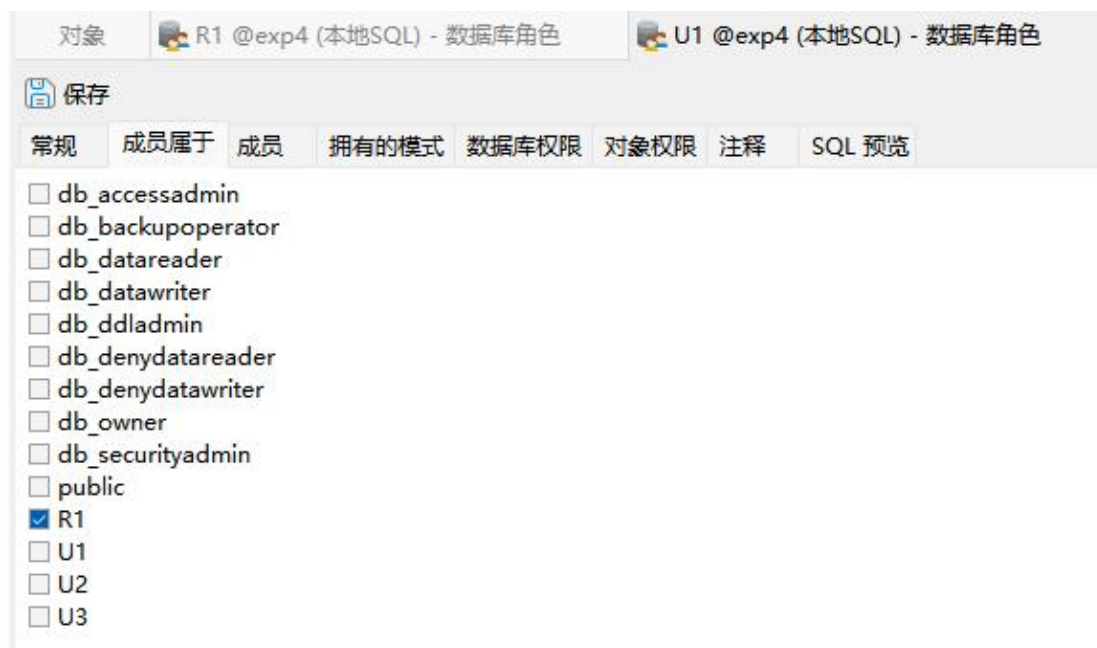 对象 R1 @exp4 (本地SQL) - 数据库角色 U1 @exp4 (本地SQL) - 数据库角色
保存
常规 成员属于 成员 拥有的模式 数据库权限 对象权限 注释 SQL 预览
db_accessadmin
db_backupoperator
db_datareader
db_datawriter
db_ddladmin
db_denydatareader
db_denydatawriter
db_owner
db_securityadmin
public
R1
U1
U2
U3